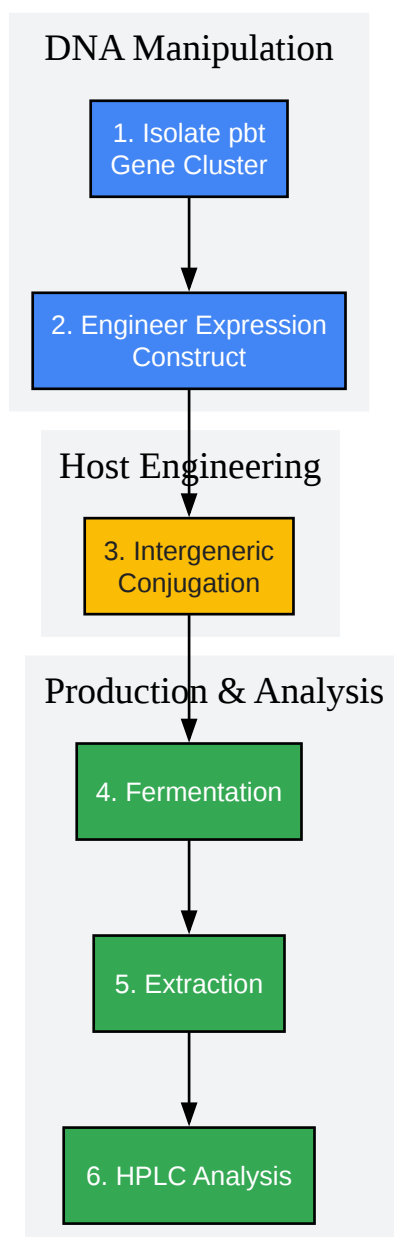 DNA Manipulation
1. Isolate pbt
Gene Cluster
2. Engineer Expression
Construct
Host Engineering
3. Intergeneric
Conjugation
Production & Analysis
4. Fermentation
5. Extraction
6. HPLC Analysis